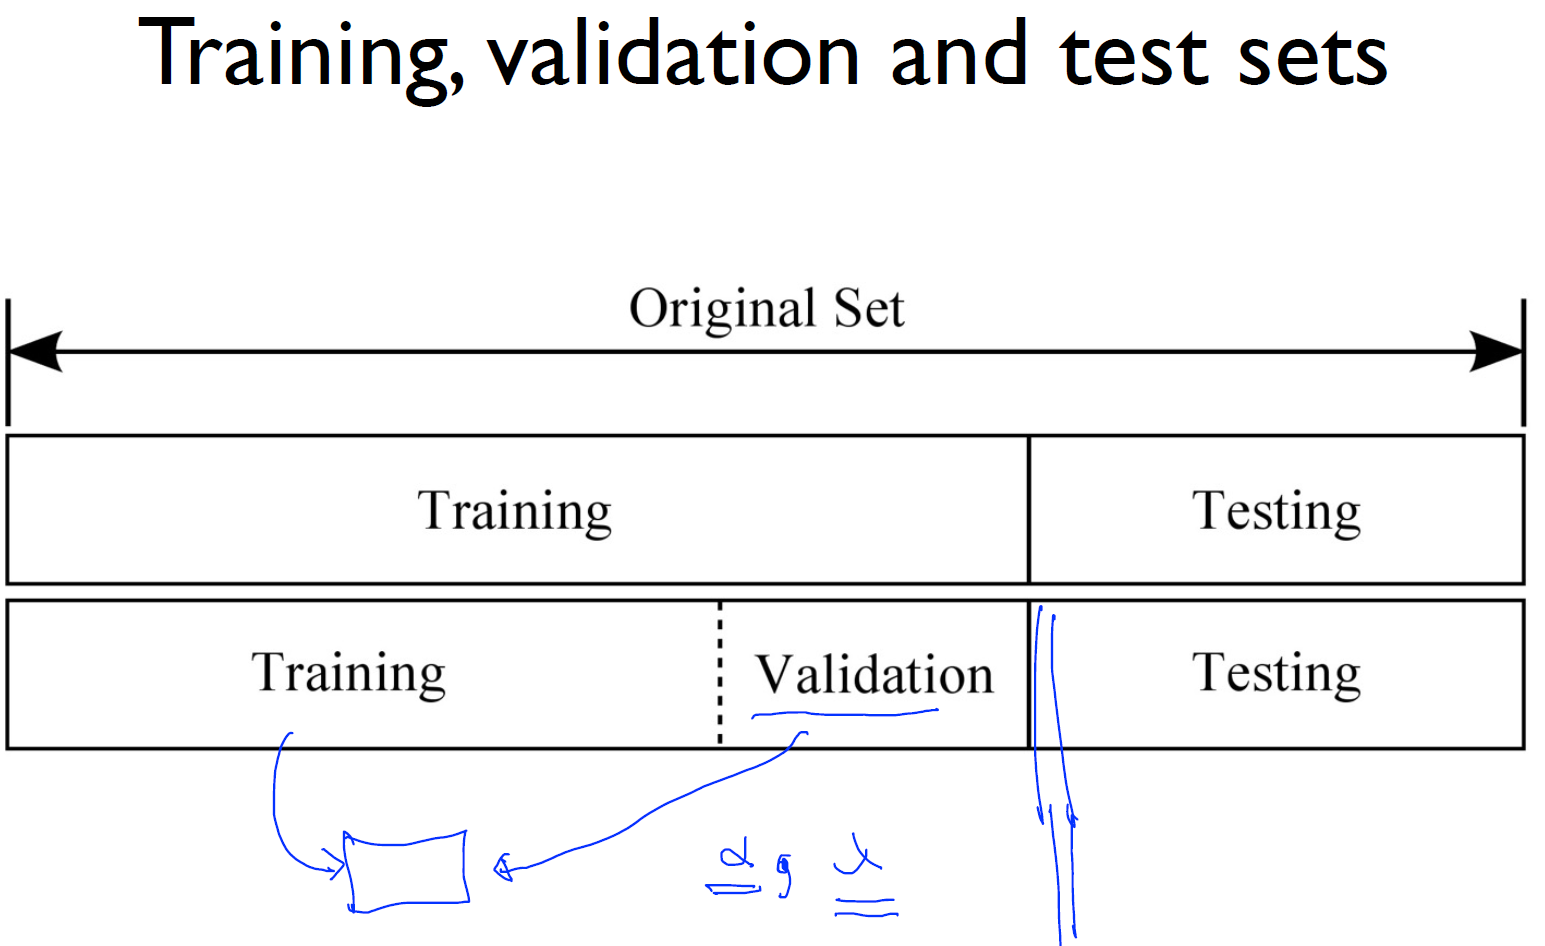 Training, validation and test sets
Original Set
Training Testing
Training Validation Testing